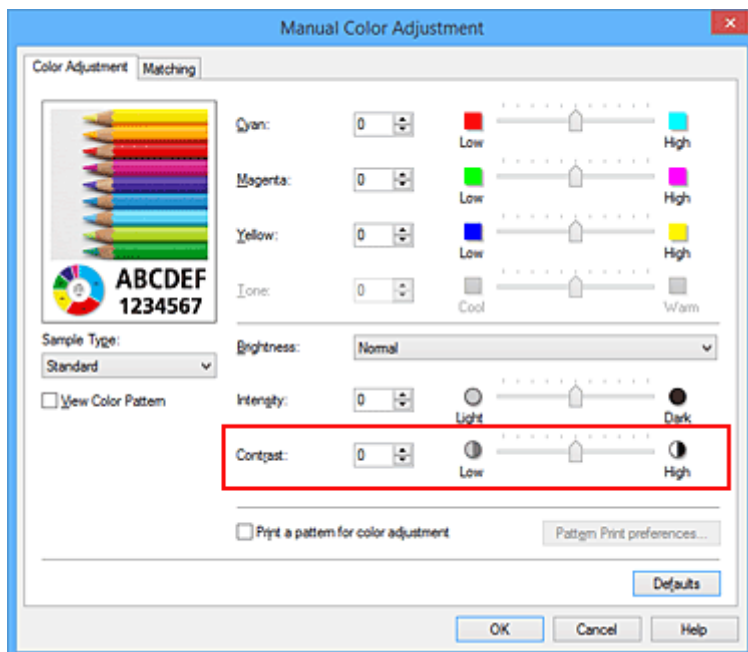 Manual Color Adjustment
Color Adjustment Matching
ABCDEF
1234567
Sample Type:
Standard
View Color Pattern
Cyan: 0 Low High
Magenta: 0 Low High
Yellow: 0 Low High
Tone: 0 Cool Warm
Brightness: Normal
Intensity: 0 Light Dark
Contrast: 0 Low High
Print a pattern for color adjustment Pattern Print preferences...
Defaults
OK Cancel Help